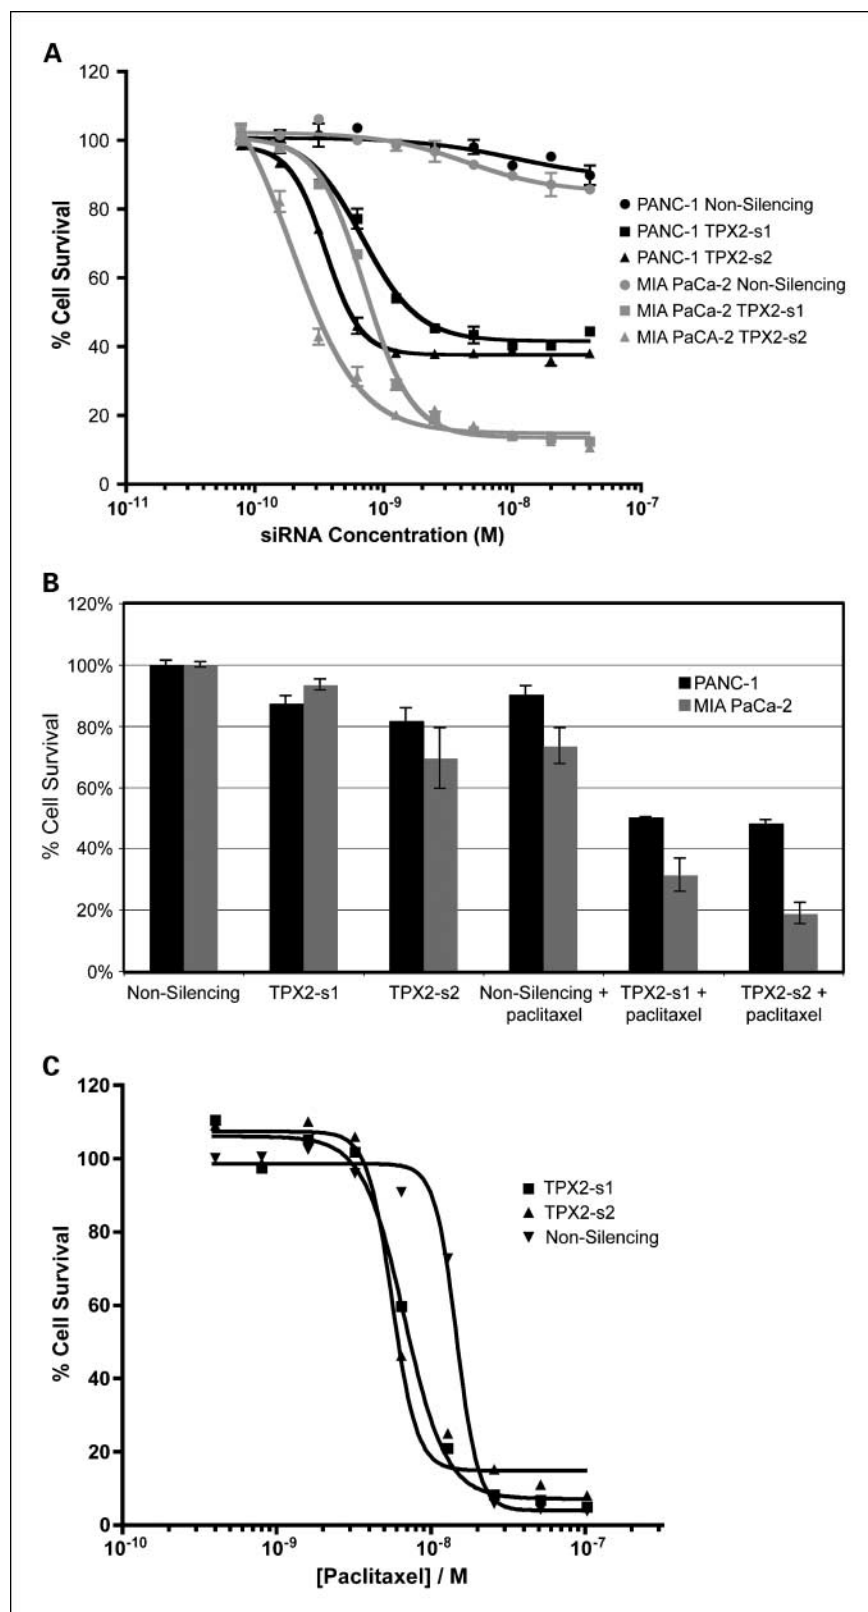 A
120
100
80
60
40
20
0
% Cell Survival
10-11
10-10
10-9
10-8
10-7
siRNA Concentration (M)
PANC-1 Non-Silencing
PANC-1 TPX2-s1
PANC-1 TPX2-s2
MIA PaCa-2 Non-Silencing
MIA PaCa-2 TPX2-s1
MIA PaCA-2 TPX2-s2
B
120%
100%
80%
60%
40%
20%
0%
% Cell Survival
PANC-1
MIA PaCa-2
Non-Silencing
TPX2-s1
TPX2-s2
Non-Silencing +
paclitaxel
TPX2-s1 +
paclitaxel
TPX2-s2 +
paclitaxel
C
120
100
80
60
40
20
0
% Cell Survival
10-10
10-9
10-8
10-7
[Paclitaxel] / M
TPX2-s1
TPX2-s2
Non-Silencing